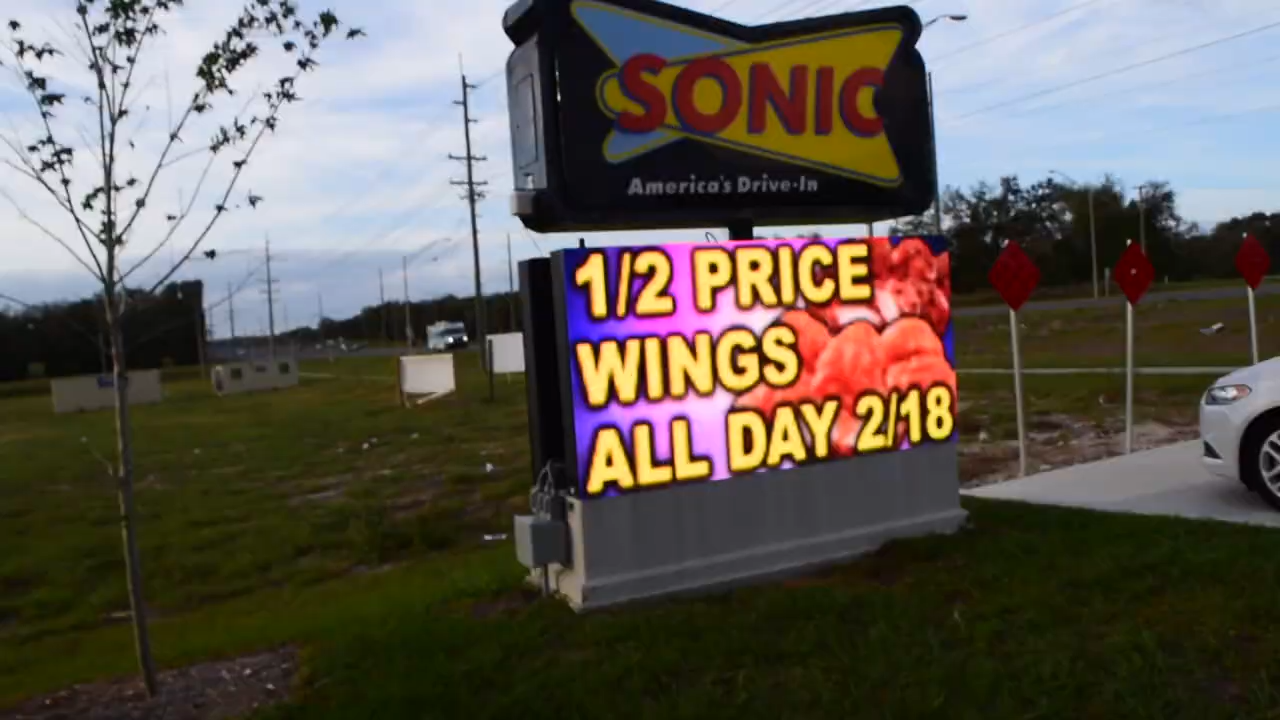 SONIC
America's Drive-In
1/2 PRICE
WINGS
ALL DAY 2/18